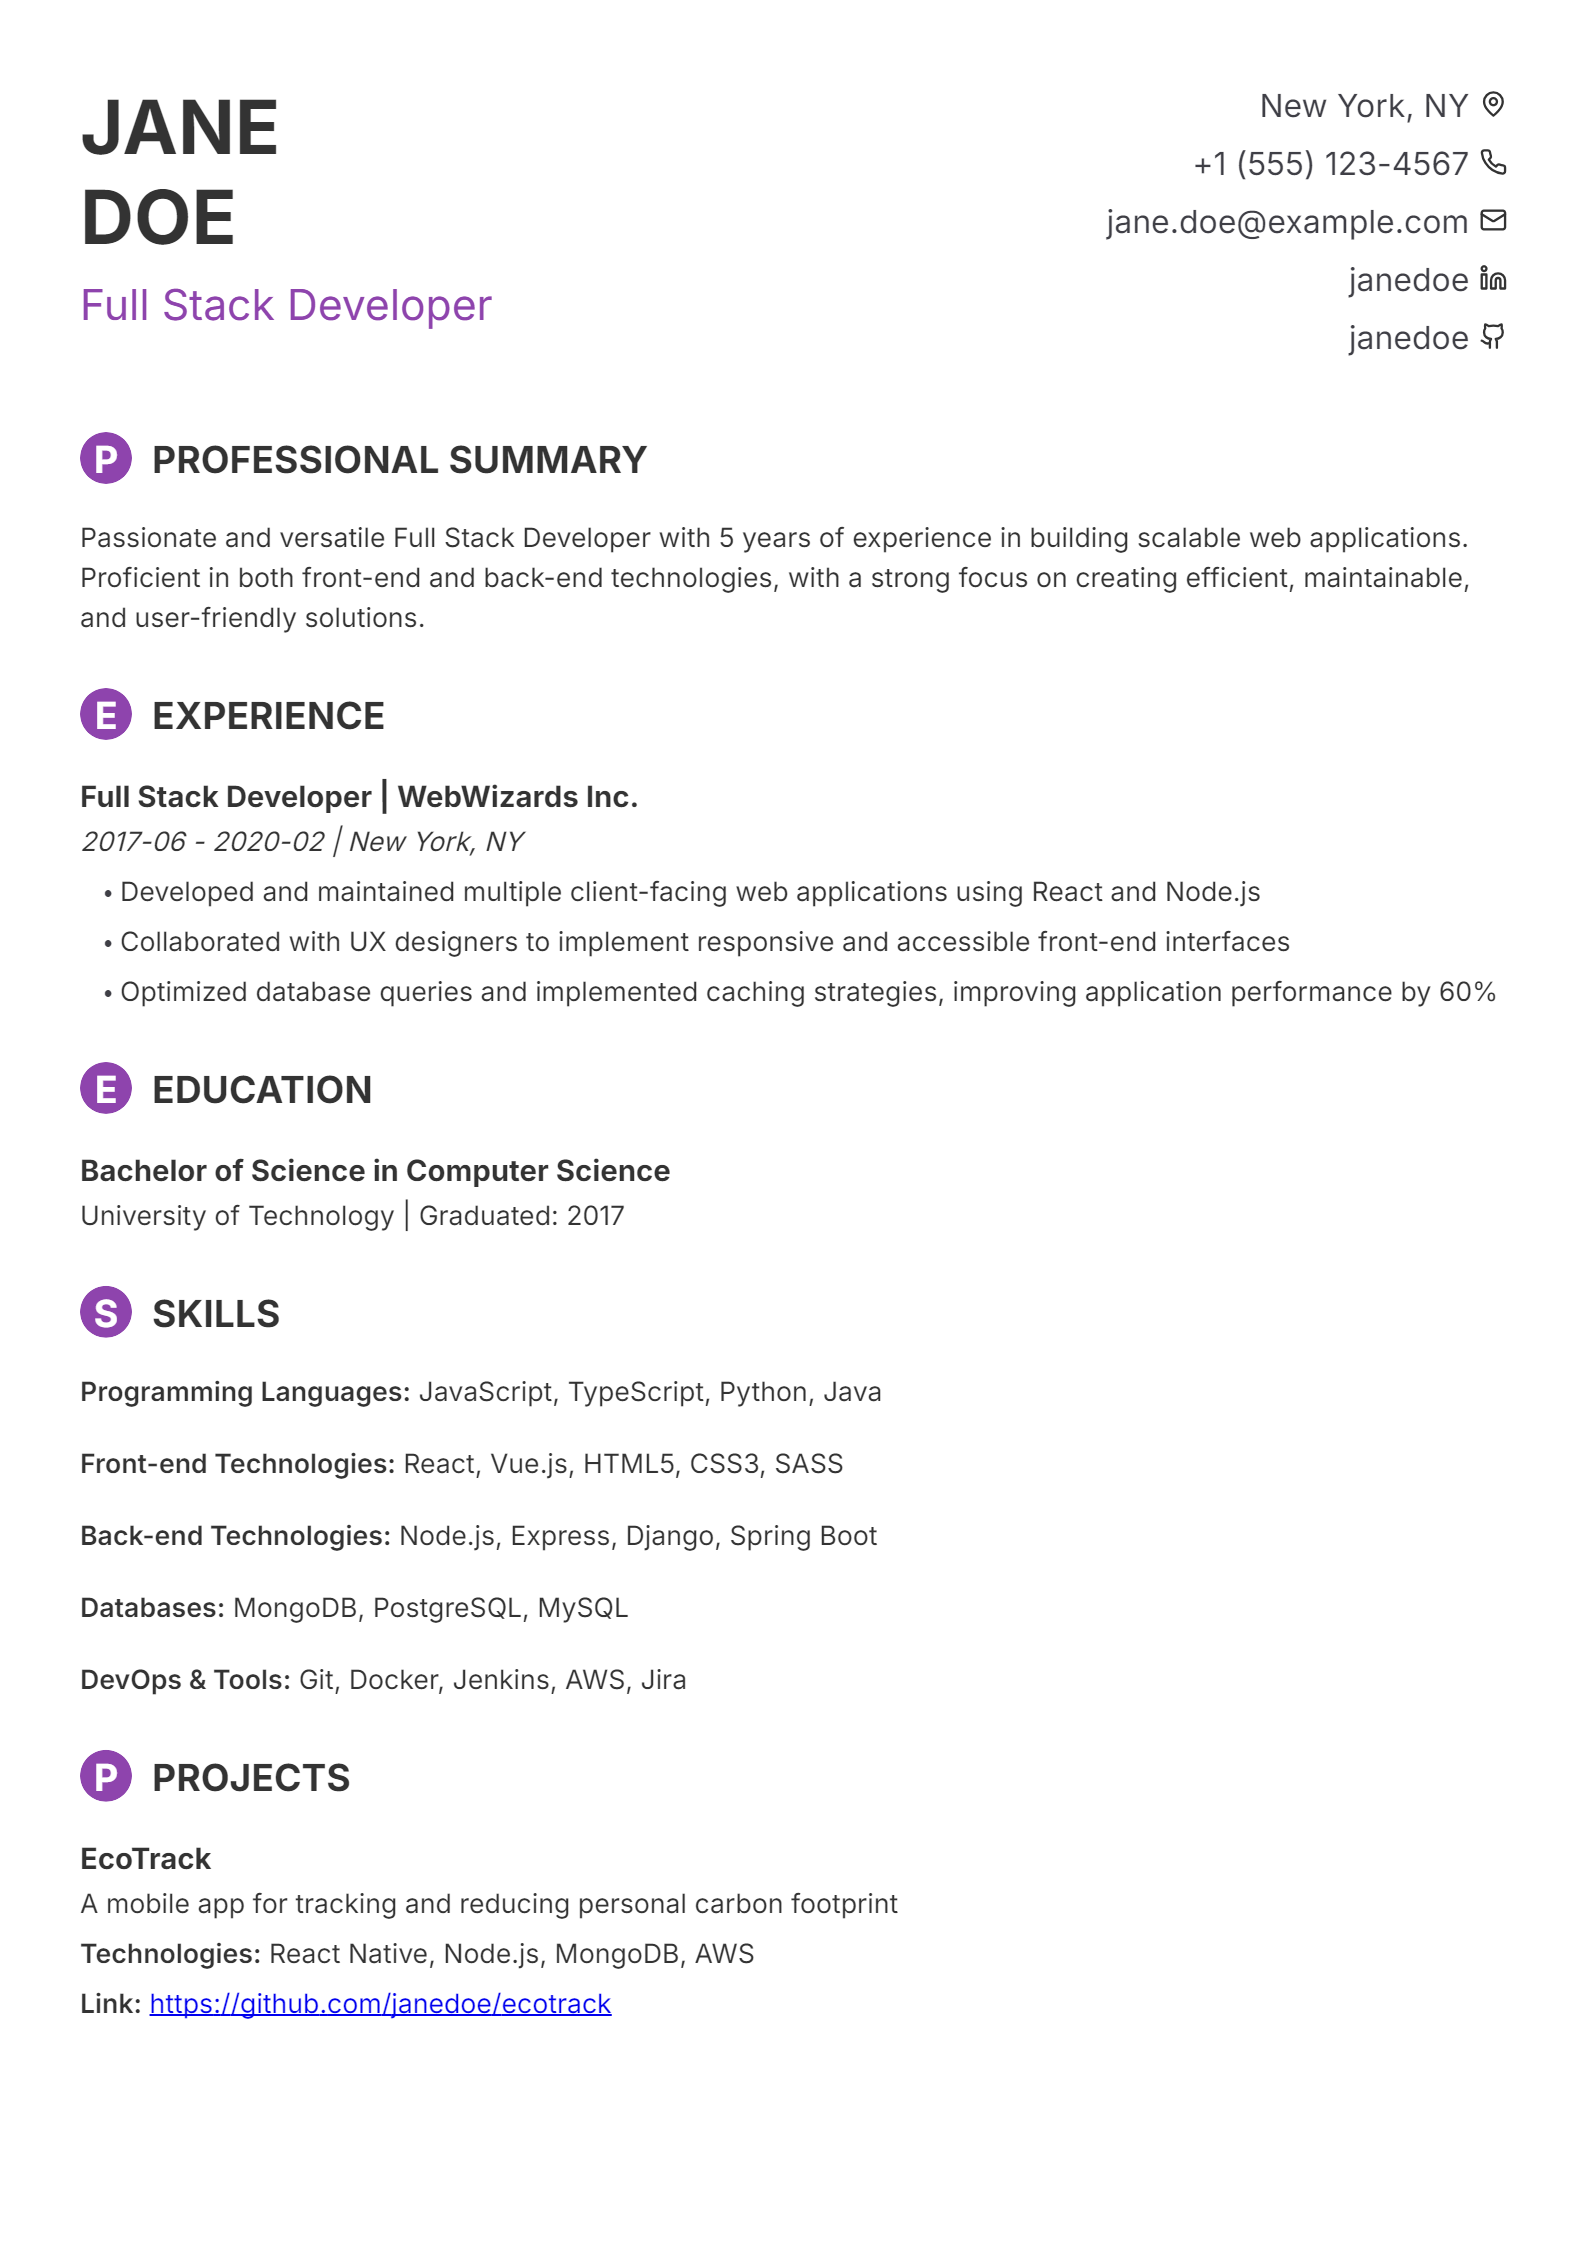 JANE
DOE
Full Stack Developer
New York, NY
+1 (555) 123-4567
jane.doe@example.com
janedoe
janedoe
P PROFESSIONAL SUMMARY
Passionate and versatile Full Stack Developer with 5 years of experience in building scalable web applications.
Proficient in both front-end and back-end technologies, with a strong focus on creating efficient, maintainable,
and user-friendly solutions.
E EXPERIENCE
Full Stack Developer | WebWizards Inc.
2017-06 - 2020-02 | New York, NY
• Developed and maintained multiple client-facing web applications using React and Node.js
• Collaborated with UX designers to implement responsive and accessible front-end interfaces
• Optimized database queries and implemented caching strategies, improving application performance by 60%
E EDUCATION
Bachelor of Science in Computer Science
University of Technology | Graduated: 2017
S SKILLS
Programming Languages: JavaScript, TypeScript, Python, Java
Front-end Technologies: React, Vue.js, HTML5, CSS3, SASS
Back-end Technologies: Node.js, Express, Django, Spring Boot
Databases: MongoDB, PostgreSQL, MySQL
DevOps & Tools: Git, Docker, Jenkins, AWS, Jira
P PROJECTS
EcoTrack
A mobile app for tracking and reducing personal carbon footprint
Technologies: React Native, Node.js, MongoDB, AWS
Link: https://github.com/janedoe/ecotrack